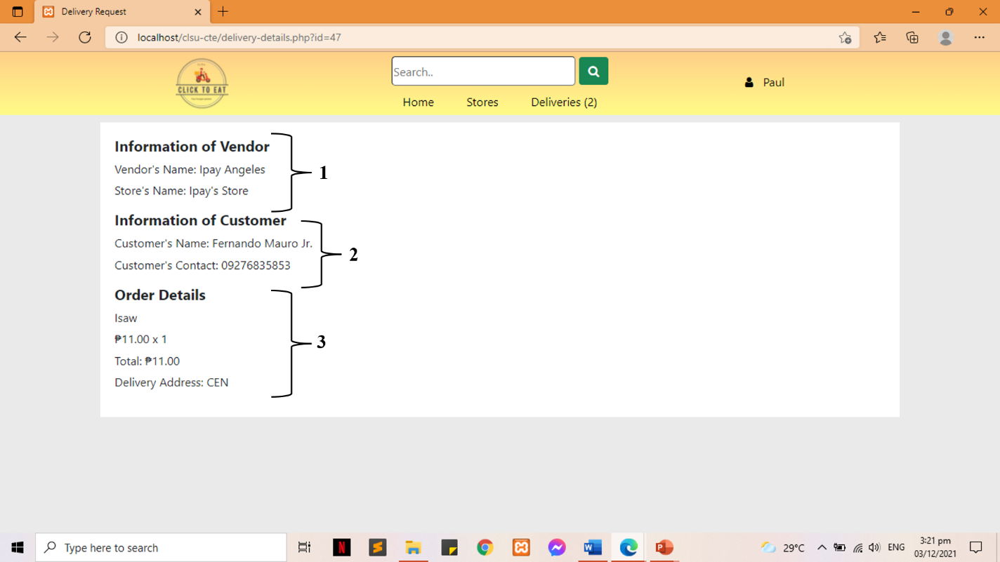 Delivery Request
localhost/clsu-cte/delivery-details.php?id=47
CLICK TO EAT
Search..
Paul
Home Stores Deliveries (2)
Information of Vendor
Vendor's Name: Ipay Angeles
Store's Name: Ipay's Store
1
Information of Customer
Customer's Name: Fernando Mauro Jr.
Customer's Contact: 09276835853
2
Order Details
Isaw
₱11.00 x 1
Total: ₱11.00
Delivery Address: CEN
3
Type here to search
29°C
ENG
3:21 pm
03/12/2021